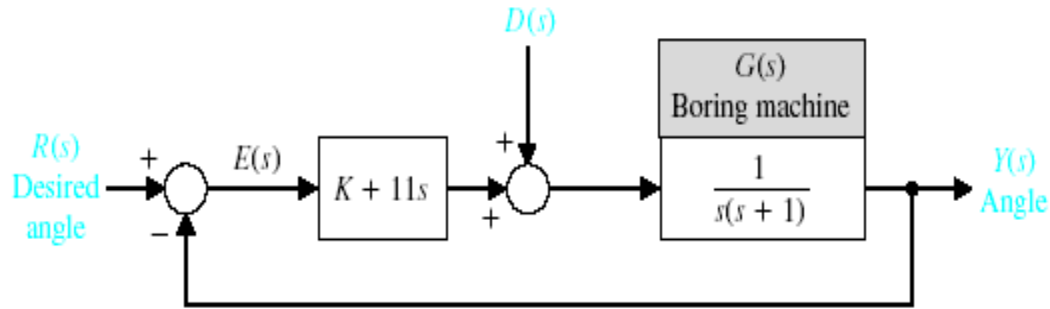 D(s)
G(s)
Boring machine
R(s)
Desired
angle
+
−
E(s)
K + 11s
+
+
1
s(s + 1)
Y(s)
Angle